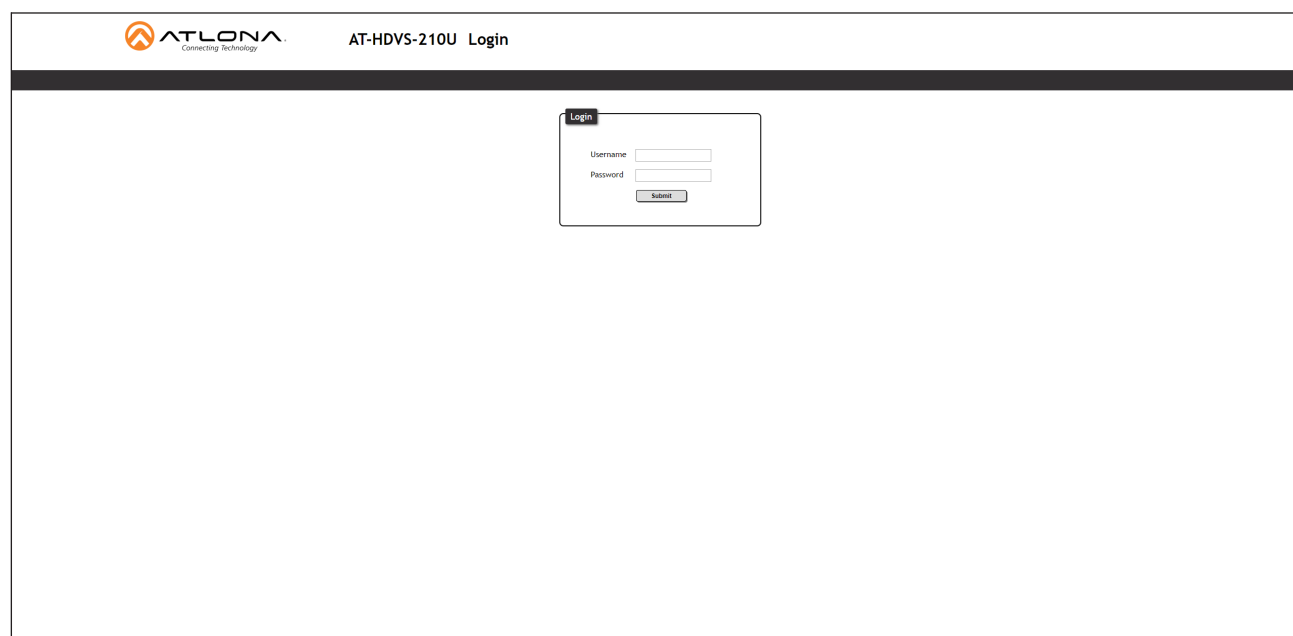 ATLONA.
Connecting Technology
AT-HDVS-210U Login
Login
Username
Password
Submit